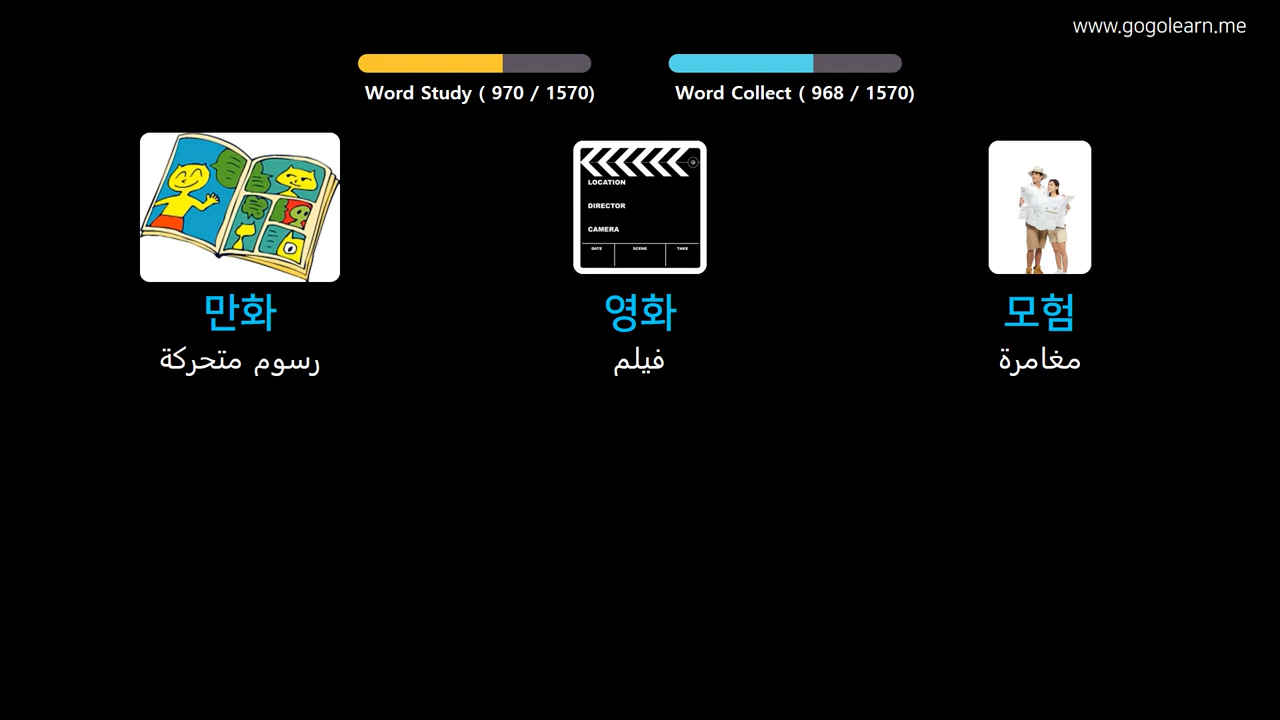 www.gogolearn.me
Word Study ( 970 / 1570)
Word Collect ( 968 / 1570)
LOCATION
DIRECTOR
CAMERA
DATE SCENE TAKE
만화 영화 모험
رسوم متحركة فيلم مغامرة